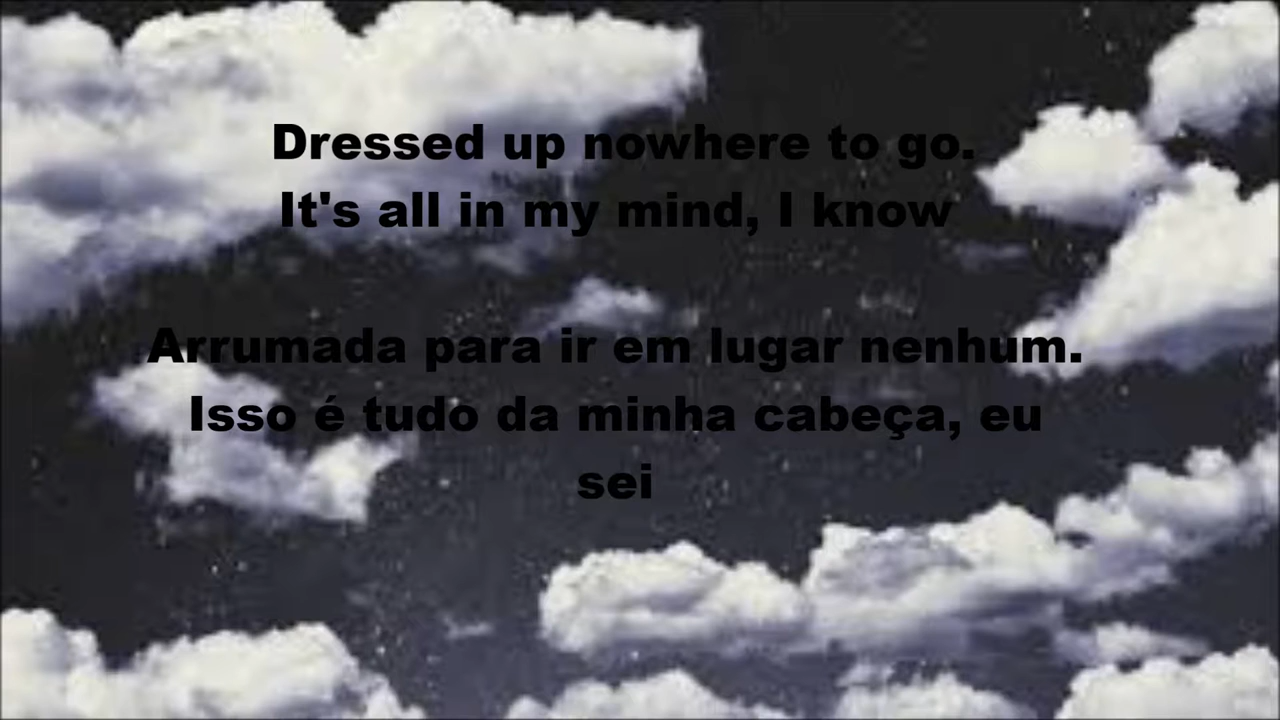 Dressed up nowhere to go.
It's all in my mind, I know
Arrumada para ir em lugar nenhum.
Isso é tudo da minha cabeça, eu
sei